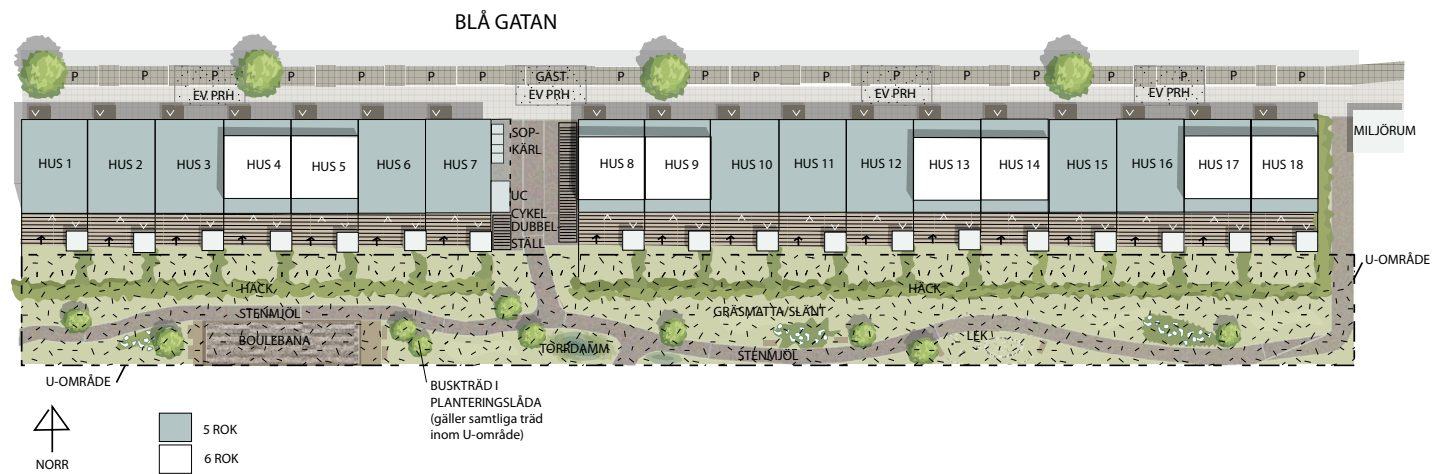 BLÅ GATAN
P P P P P P P GÄST P P P P P P P P P P P
EV PRH EV PRH EV PRH EV PRH
MILJÖRUM
HUS 1
HUS 2
HUS 3
HUS 4
HUS 5
HUS 6
HUS 7
SOP-
KÄRL
UC
CYKEL
DUBBEL-
STÄLL
HUS 8
HUS 9
HUS 10
HUS 11
HUS 12
HUS 13
HUS 14
HUS 15
HUS 16
HUS 17
HUS 18
U-OMRÅDE
HÄCK
HÄCK
STENMJÖL
GRÄSMATTA/SLÄNT
BOULEBANA
TORRDAMM
STENMJÖL
LEK
U-OMRÅDE
BUSKTRÄD I
PLANTERINGSLÅDA
(gäller samtliga träd
inom U-område)
NORR
5 ROK
6 ROK